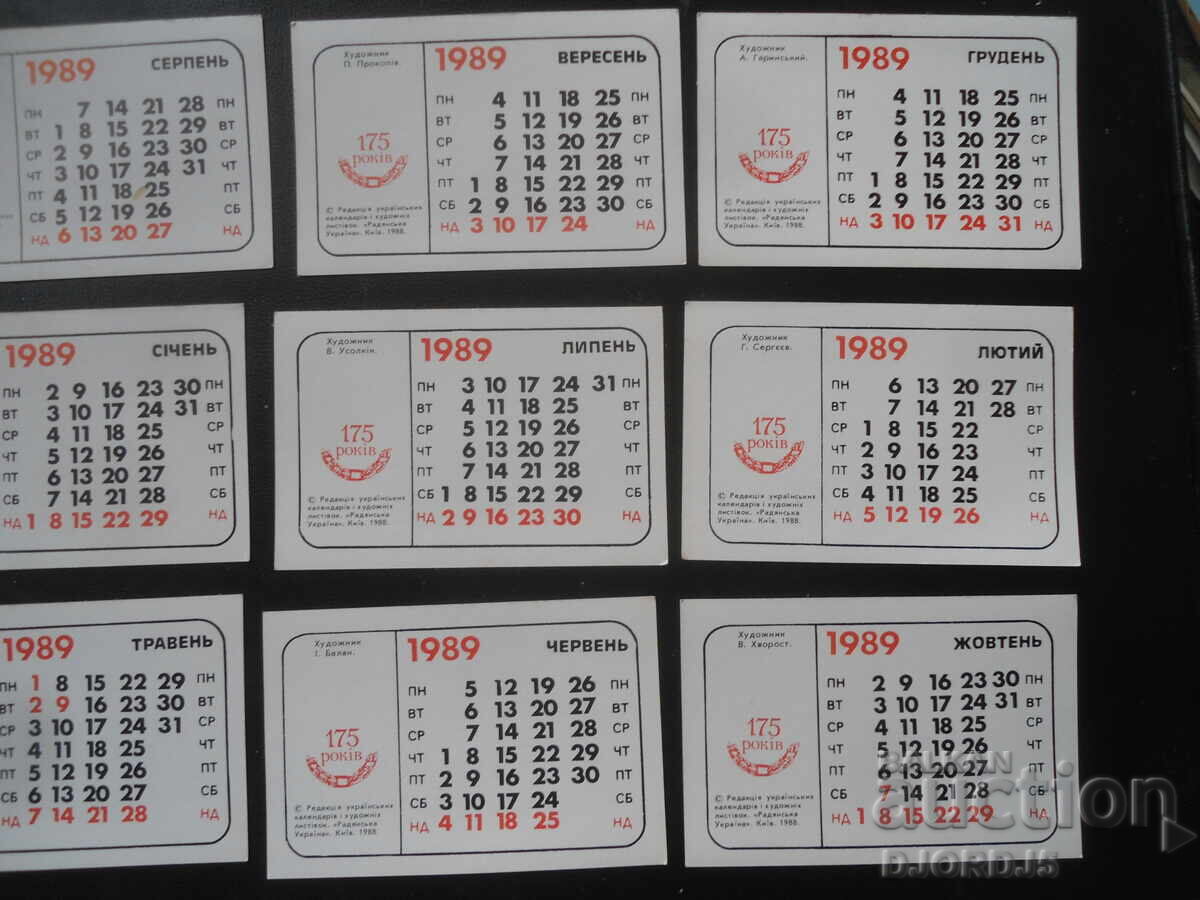 1989 СЕРПЕНЬ
ПН 7 14 21 28 ПН
ВТ 1 8 15 22 29 ВТ
СР 2 9 16 23 30 СР
ЧТ 3 10 17 24 31 ЧТ
ПТ 4 11 18 25 ПТ
СБ 5 12 19 26 СБ
НД 6 13 20 27 НД
Художник
П. Прокопів.
175
років
© Редакція українських
календарів і художніх
листівок. «Радянська
Україна». Київ. 1988.
1989 ВЕРЕСЕНЬ
ПН 4 11 18 25 ПН
ВТ 5 12 19 26 ВТ
СР 6 13 20 27 СР
ЧТ 7 14 21 28 ЧТ
ПТ 1 8 15 22 29 ПТ
СБ 2 9 16 23 30 СБ
НД 3 10 17 24 НД
Художник
А. Гаринський.
175
років
© Редакція українських
календарів і художніх
листівок. «Радянська
Україна». Київ. 1988.
1989 ГРУДЕНЬ
ПН 4 11 18 25 ПН
ВТ 5 12 19 26 ВТ
СР 6 13 20 27 СР
ЧТ 7 14 21 28 ЧТ
ПТ 1 8 15 22 29 ПТ
СБ 2 9 16 23 30 СБ
НД 3 10 17 24 31 НД
1989 СІЧЕНЬ
ПН 2 9 16 23 30 ПН
ВТ 3 10 17 24 31 ВТ
СР 4 11 18 25 СР
ЧТ 5 12 19 26 ЧТ
ПТ 6 13 20 27 ПТ
СБ 7 14 21 28 СБ
НД 1 8 15 22 29 НД
Художник
В. Усолкін.
175
років
© Редакція українських
календарів і художніх
листівок. «Радянська
Україна». Київ. 1988.
1989 ЛИПЕНЬ
ПН 3 10 17 24 31 ПН
ВТ 4 11 18 25 ВТ
СР 5 12 19 26 СР
ЧТ 6 13 20 27 ЧТ
ПТ 7 14 21 28 ПТ
СБ 1 8 15 22 29 СБ
НД 2 9 16 23 30 НД
Художник
Г. Сергєєв.
175
років
© Редакція українських
календарів і художніх
листівок. «Радянська
Україна». Київ. 1988.
1989 ЛЮТИЙ
ПН 6 13 20 27 ПН
ВТ 7 14 21 28 ВТ
СР 1 8 15 22 СР
ЧТ 2 9 16 23 ЧТ
ПТ 3 10 17 24 ПТ
СБ 4 11 18 25 СБ
НД 5 12 19 26 НД
1989 ТРАВЕНЬ
ПН 1 8 15 22 29 ПН
ВТ 2 9 16 23 30 ВТ
СР 3 10 17 24 31 СР
ЧТ 4 11 18 25 ЧТ
ПТ 5 12 19 26 ПТ
СБ 6 13 20 27 СБ
НД 7 14 21 28 НД
Художник
І. Балан.
175
років
© Редакція українських
календарів і художніх
листівок. «Радянська
Україна». Київ. 1988.
1989 ЧЕРВЕНЬ
ПН 5 12 19 26 ПН
ВТ 6 13 20 27 ВТ
СР 7 14 21 28 СР
ЧТ 1 8 15 22 29 ЧТ
ПТ 2 9 16 23 30 ПТ
СБ 3 10 17 24 СБ
НД 4 11 18 25 НД
Художник
В. Хворост.
175
років
© Редакція українських
календарів і художніх
листівок. «Радянська
Україна». Київ. 1988.
1989 ЖОВТЕНЬ
ПН 2 9 16 23 30 ПН
ВТ 3 10 17 24 31 ВТ
СР 4 11 18 25 СР
ЧТ 5 12 19 26 ЧТ
ПТ 6 13 20 27 ПТ
СБ 7 14 21 28 СБ
НД 1 8 15 22 29 НД
BALKAN
auction
DJORDJ5